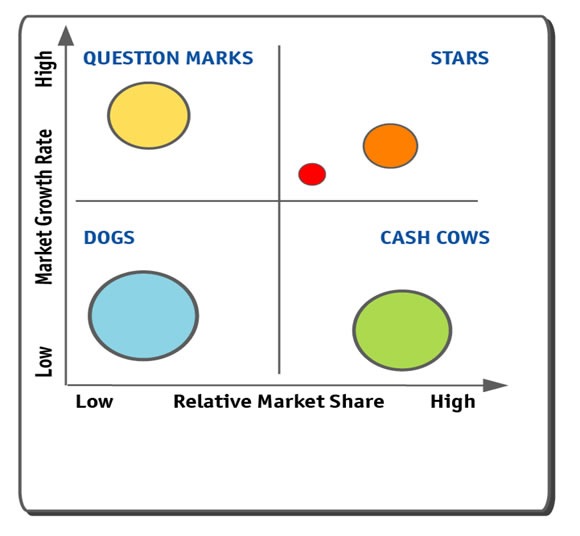 QUESTION MARKS
STARS
High
Market Growth Rate
Low
DOGS
CASH COWS
Low
Relative Market Share
High